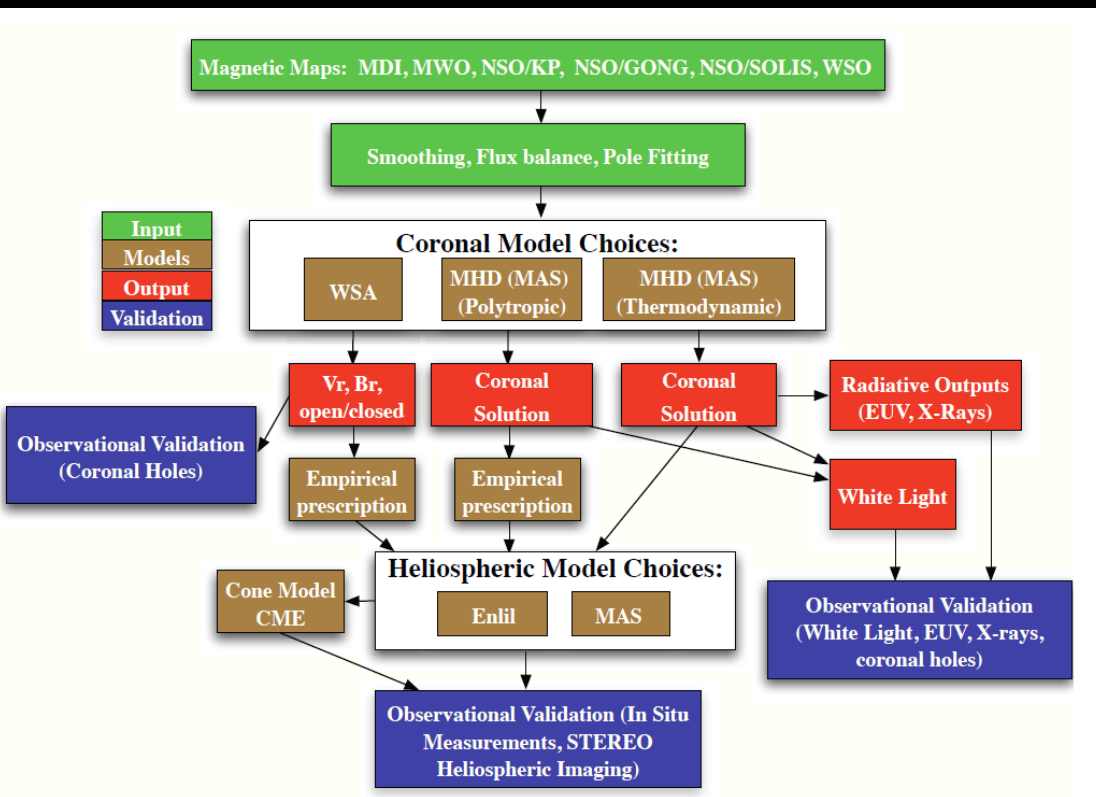 Magnetic Maps: MDI, MWO, NSO/KP, NSO/GONG, NSO/SOLIS, WSO
Smoothing, Flux balance, Pole Fitting
Input
Models
Output
Validation
Coronal Model Choices:
WSA
MHD (MAS)
(Polytropic)
MHD (MAS)
(Thermodynamic)
Vr, Br,
open/closed
Coronal
Solution
Coronal
Solution
Radiative Outputs
(EUV, X-Rays)
Observational Validation
(Coronal Holes)
Empirical
prescription
Empirical
prescription
White Light
Heliospheric Model Choices:
Enlil
MAS
Cone Model
CME
Observational Validation
(White Light, EUV, X-rays,
coronal holes)
Observational Validation (In Situ
Measurements, STEREO
Heliospheric Imaging)